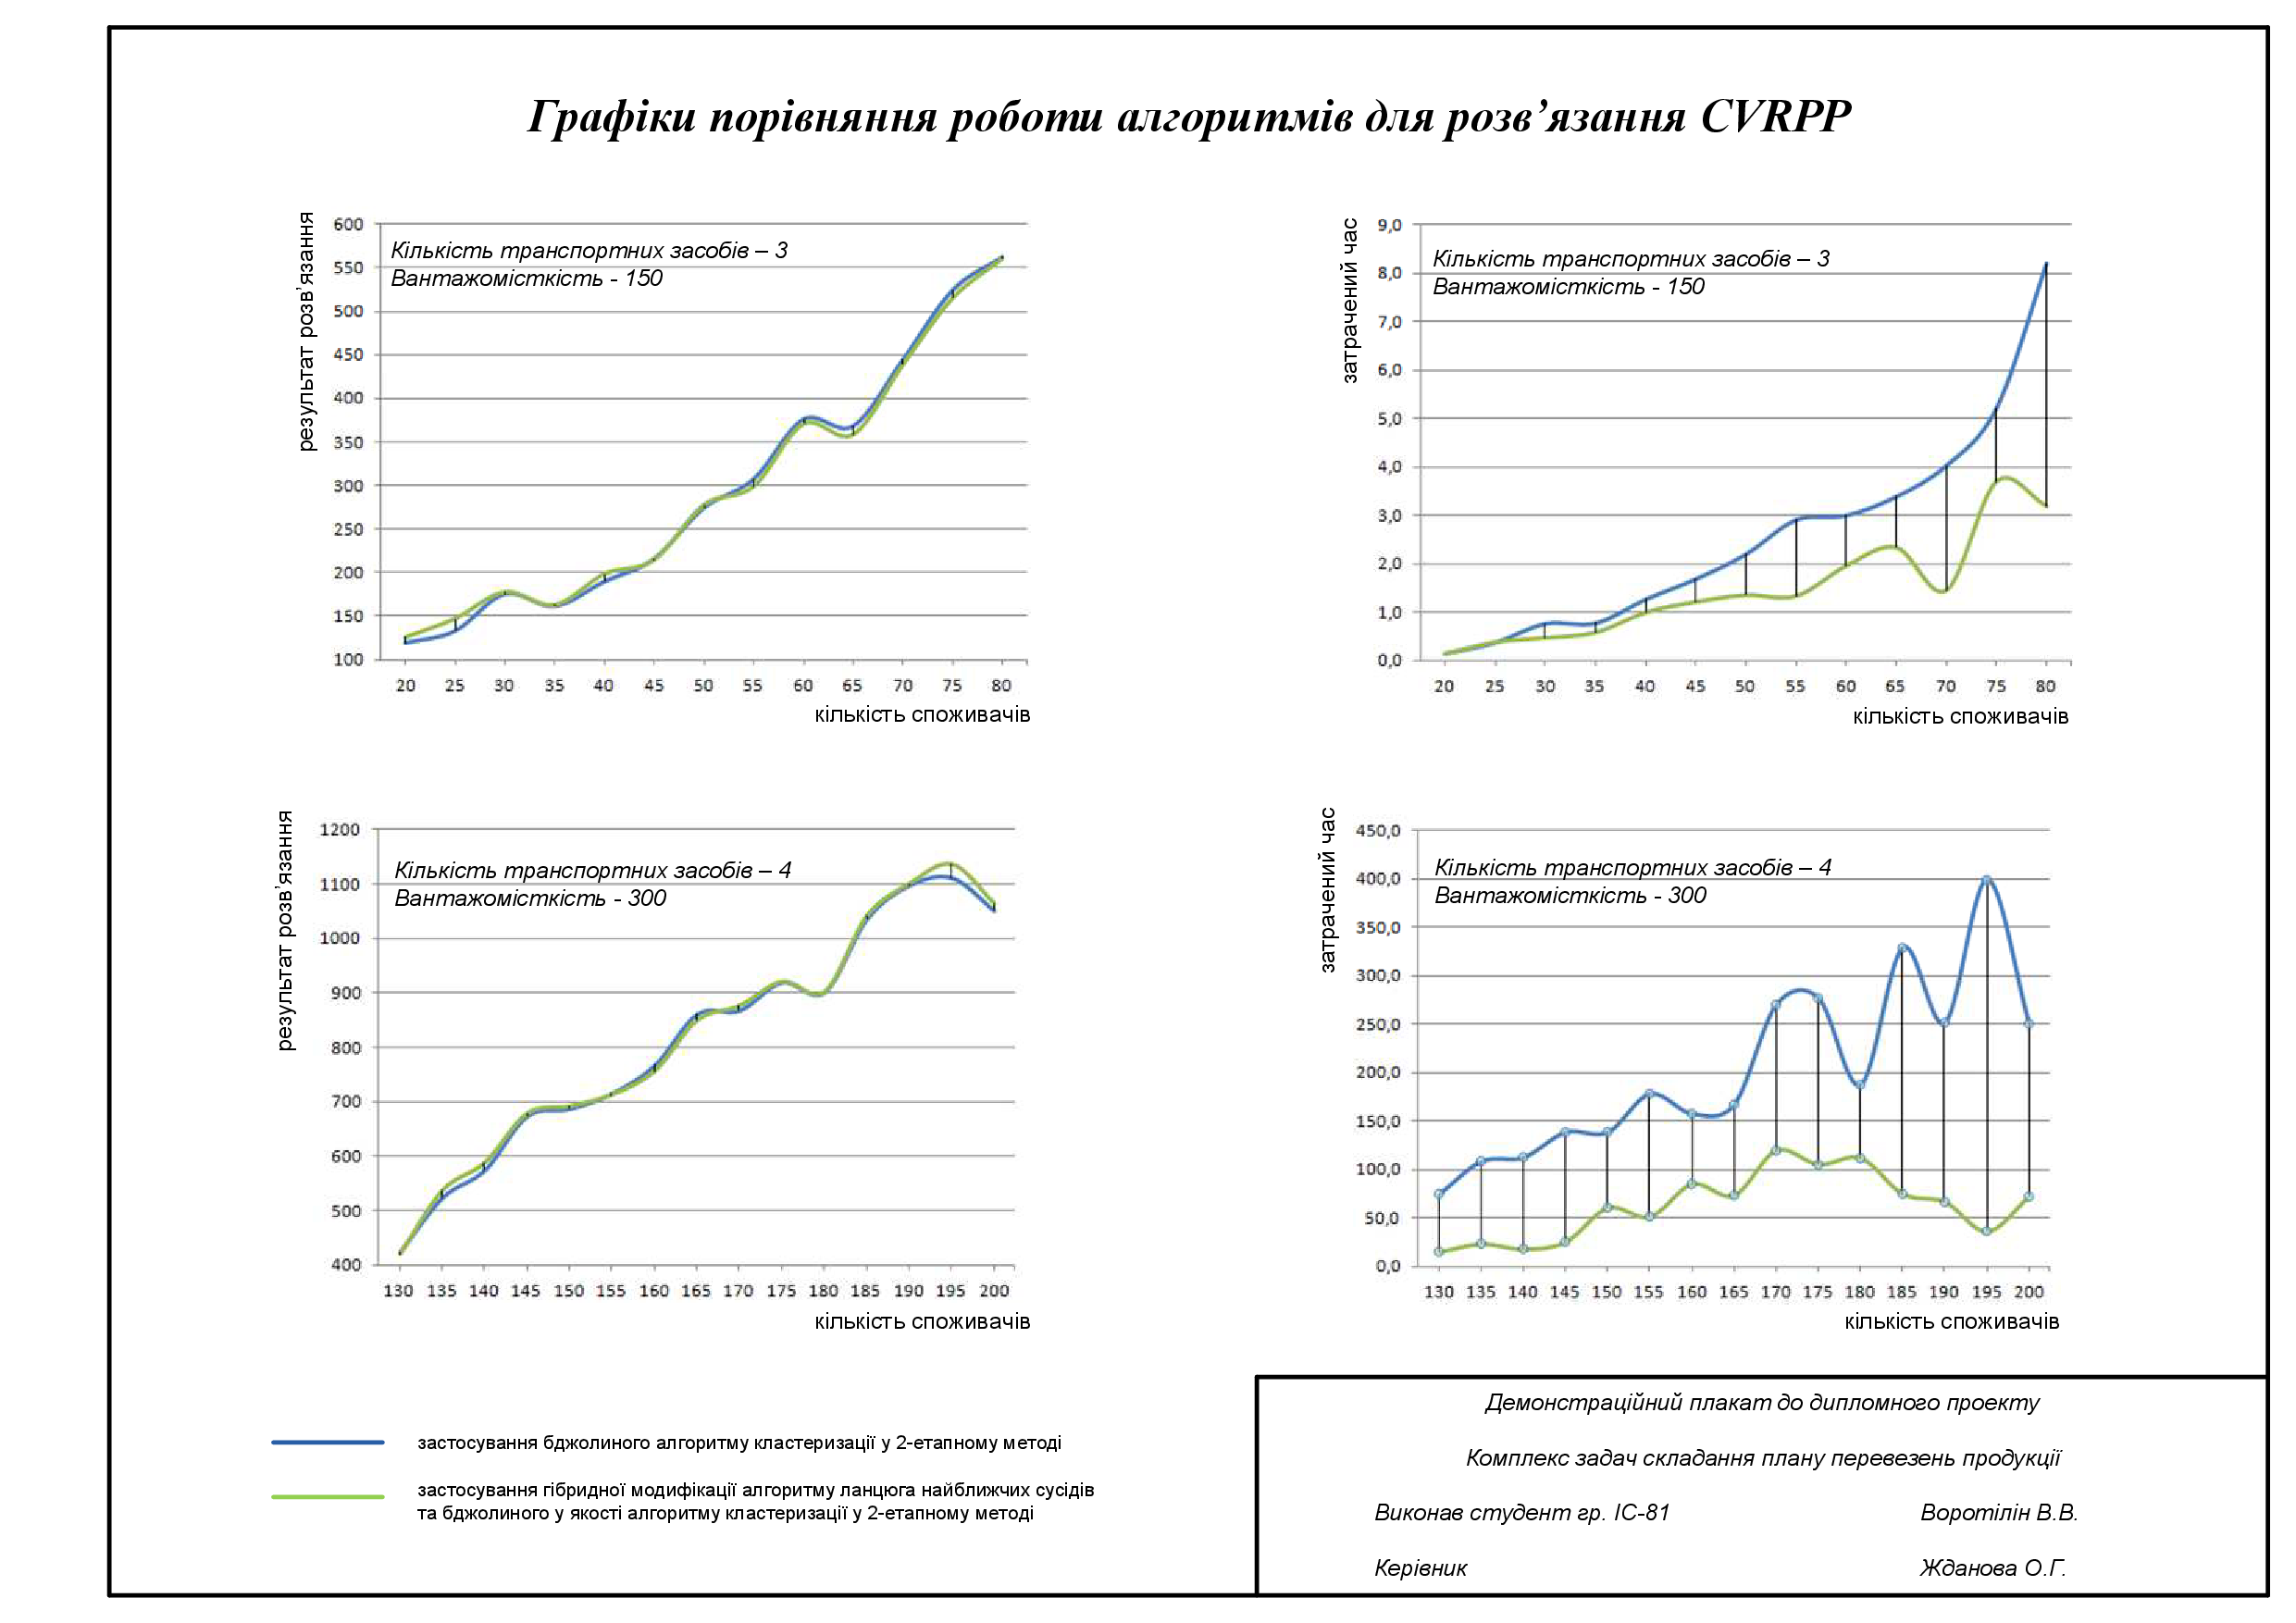 Графіки порівняння роботи алгоритмів для розв’язання CVRPP
результат розв’язання
600
550
500
450
400
350
300
250
200
150
100
Кількість транспортних засобів – 3
Вантажомісткість - 150
20 25 30 35 40 45 50 55 60 65 70 75 80
кількість споживачів
затрачений час
9,0
8,0
7,0
6,0
5,0
4,0
3,0
2,0
1,0
0,0
Кількість транспортних засобів – 3
Вантажомісткість - 150
20 25 30 35 40 45 50 55 60 65 70 75 80
кількість споживачів
результат розв’язання
1200
1100
1000
900
800
700
600
500
400
Кількість транспортних засобів – 4
Вантажомісткість - 300
130 135 140 145 150 155 160 165 170 175 180 185 190 195 200
кількість споживачів
затрачений час
450,0
400,0
350,0
300,0
250,0
200,0
150,0
100,0
50,0
0,0
Кількість транспортних засобів – 4
Вантажомісткість - 300
130 135 140 145 150 155 160 165 170 175 180 185 190 195 200
кількість споживачів
застосування бджолиного алгоритму кластеризації у 2-етапному методі
застосування гібридної модифікації алгоритму ланцюга найближчих сусідів
та бджолиного у якості алгоритму кластеризації у 2-етапному методі
Демонстраційний плакат до дипломного проекту
Комплекс задач складання плану перевезень продукції
Виконав студент гр. ІС-81 Воротілін В.В.
Керівник Жданова О.Г.